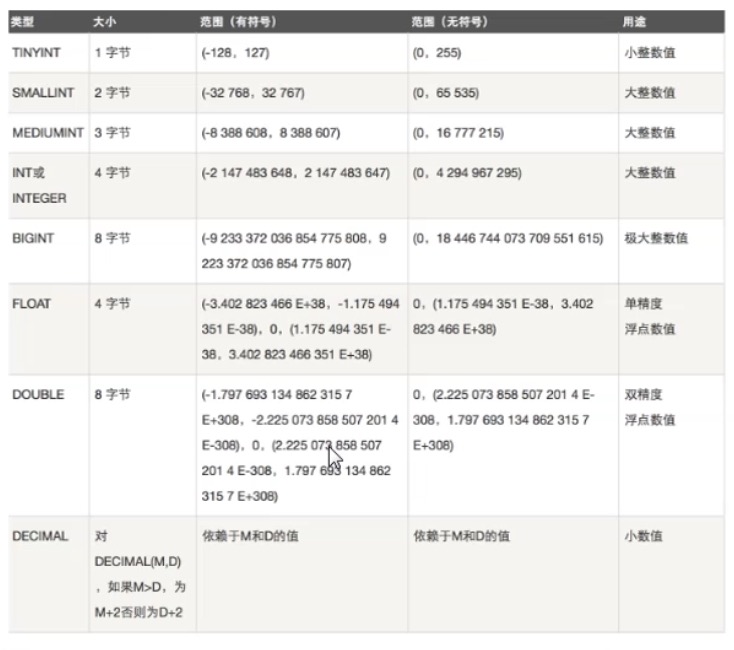 类型 大小 范围（有符号） 范围（无符号） 用途
TINYINT 1 字节 (-128，127) (0，255) 小整数值
SMALLINT 2 字节 (-32 768，32 767) (0，65 535) 大整数值
MEDIUMINT 3 字节 (-8 388 608，8 388 607) (0，16 777 215) 大整数值
INT或 4 字节 (-2 147 483 648，2 147 483 647) (0，4 294 967 295) 大整数值
INTEGER
BIGINT 8 字节 (-9 233 372 036 854 775 808，9 (0，18 446 744 073 709 551 615) 极大整数值
223 372 036 854 775 807)
FLOAT 4 字节 (-3.402 823 466 E+38，-1.175 494 0，(1.175 494 351 E-38，3.402 单精度
351 E-38)，0，(1.175 494 351 E- 823 466 E+38) 浮点数值
38，3.402 823 466 351 E+38)
DOUBLE 8 字节 (-1.797 693 134 862 315 7 0，(2.225 073 858 507 201 4 E- 双精度
E+308，-2.225 073 858 507 201 4 308，1.797 693 134 862 315 7 浮点数值
E-308)，0，(2.225 073 858 507 E+308)
201 4 E-308，1.797 693 134 862
315 7 E+308)
DECIMAL 对 依赖于M和D的值 依赖于M和D的值 小数值
DECIMAL(M,D)
，如果M>D，为
M+2否则为D+2